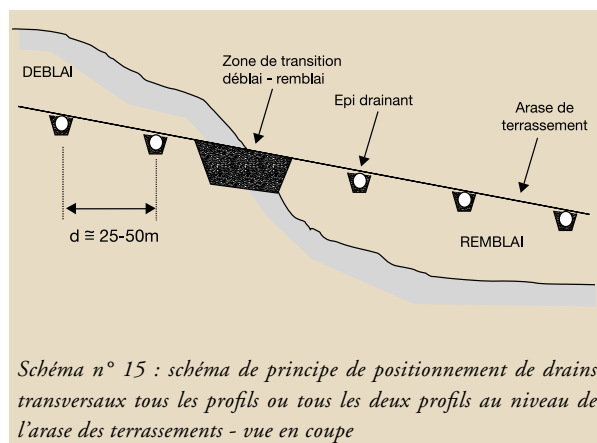 DEBLAI
Zone de transition
déblai - remblai
Epi drainant
Arase de
terrassement
d ≅ 25-50m
REMBLAI
Schéma n° 15 : schéma de principe de positionnement de drains
transversaux tous les profils ou tous les deux profils au niveau de
l'arase des terrassements - vue en coupe